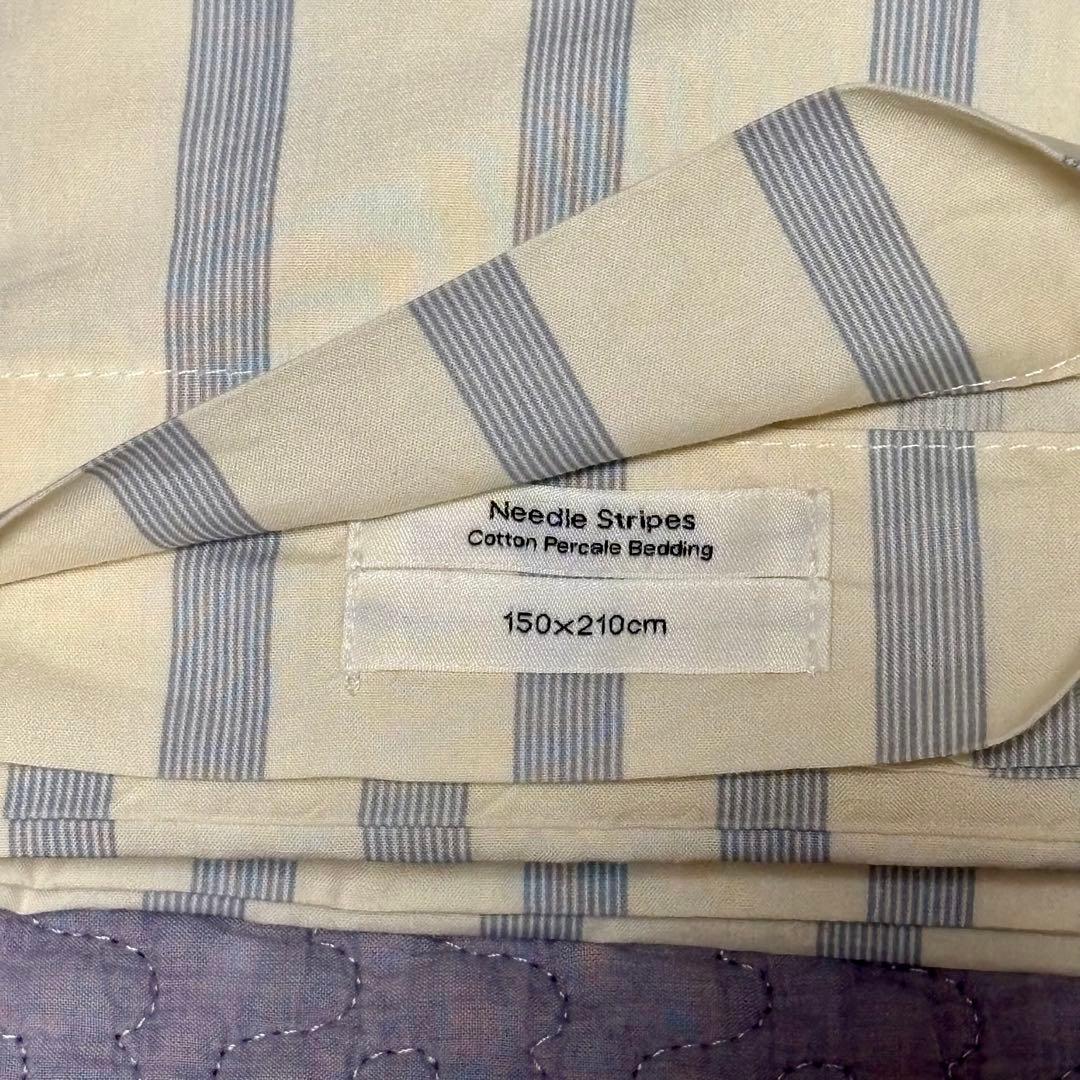 Needle Stripes
Cotton Percale Bedding
150×210cm